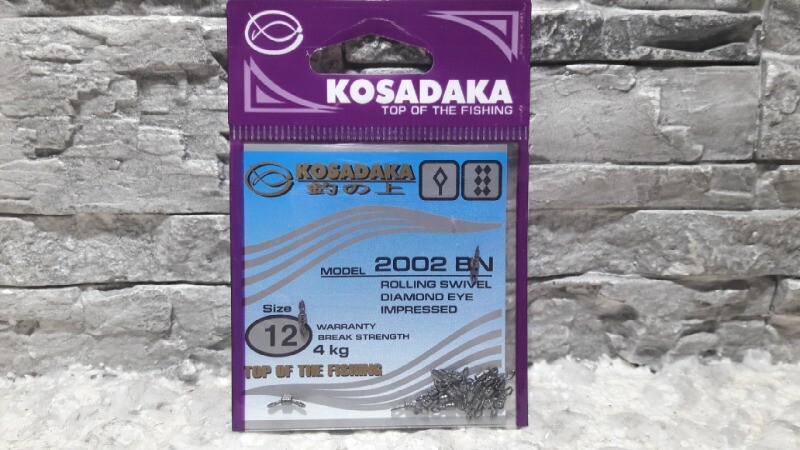 KOSADAKA
TOP OF THE FISHING
KOSADAKA
釣の上
MODEL 2002 BN
ROLLING SWIVEL
DIAMOND EYE
IMPRESSED
Size
12
WARRANTY
BREAK STRENGTH
4 kg
TOP OF THE FISHING